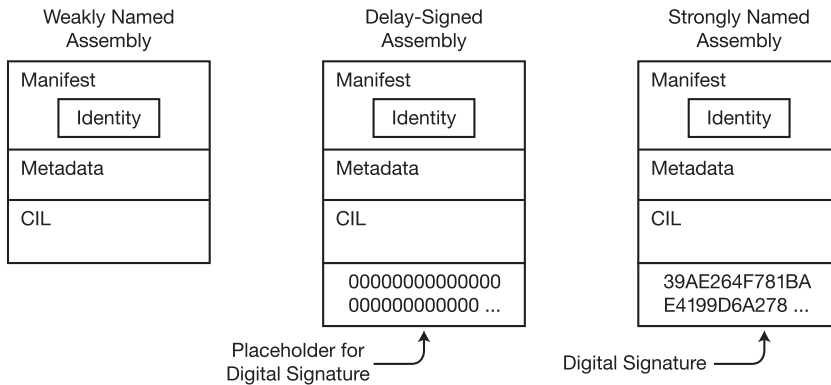 Weakly Named
Assembly
Manifest
Identity
Metadata
CIL
Delay-Signed
Assembly
Manifest
Identity
Metadata
CIL
00000000000000
000000000000 ...
Placeholder for
Digital Signature
Strongly Named
Assembly
Manifest
Identity
Metadata
CIL
39AE264F781BA
E4199D6A278 ...
Digital Signature